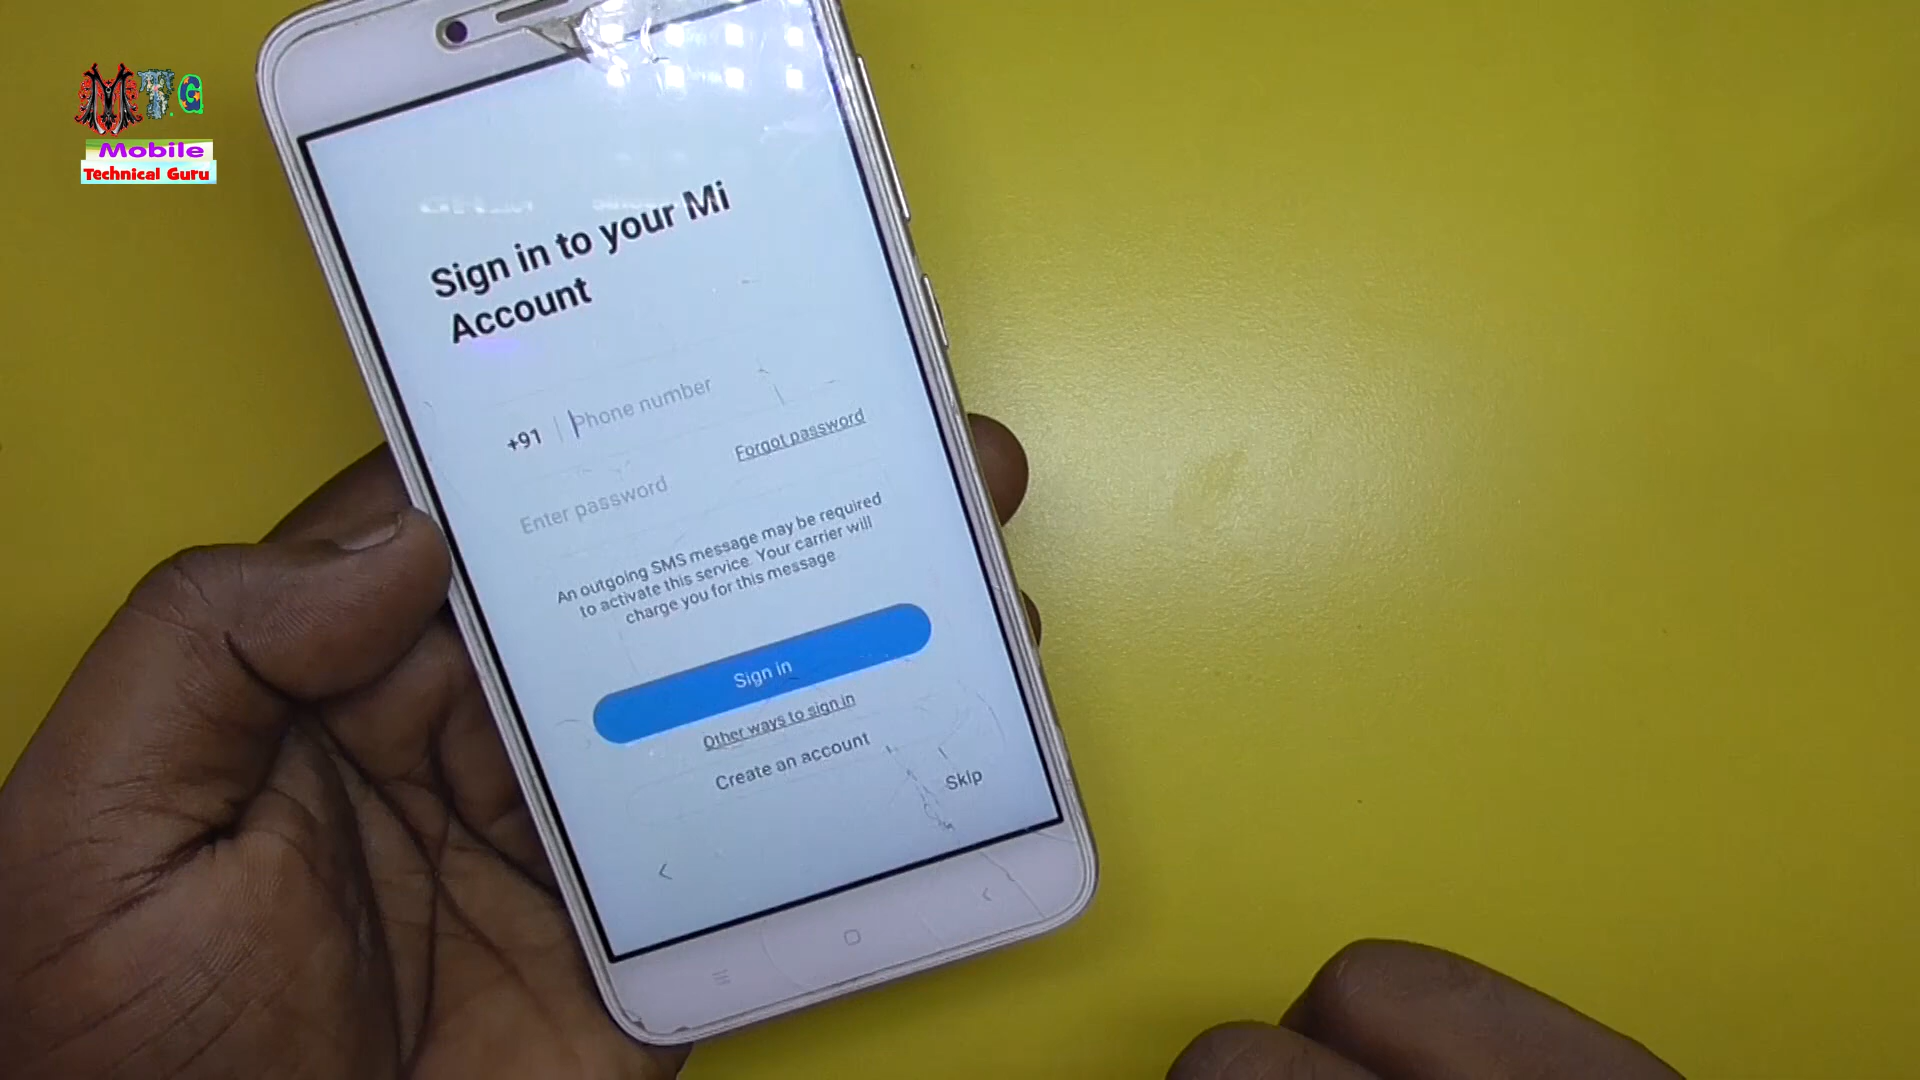 MTG
Mobile
Technical Guru
Sign in to your Mi
Account
+91 Phone number
Forgot password
Enter password
An outgoing SMS message may be required
to activate this service. Your carrier will
charge you for this message
Sign in
Other ways to sign in
Create an account
Skip